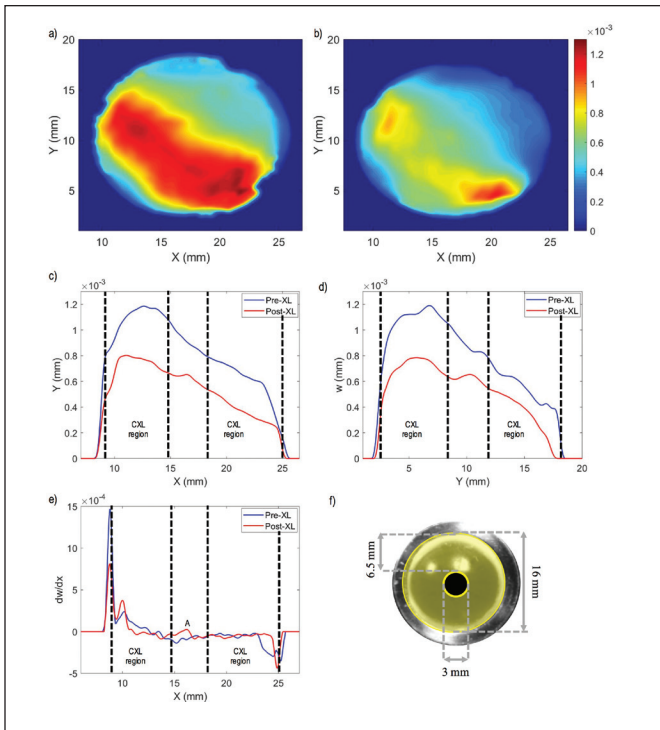 a)
b)
×10⁻³
20
15
10
5
Y (mm)
10
15
20
25
X (mm)
20
15
10
5
Y (mm)
10
15
20
25
X (mm)
1.2
1
0.8
0.6
0.4
0.2
0
c)
×10⁻³
1.2
1
0.8
0.6
0.4
0.2
0
Y (mm)
Pre-XL
Post-XL
CXL
region
CXL
region
10
15
20
25
X (mm)
d)
×10⁻³
1.2
1
0.8
0.6
0.4
0.2
0
w (mm)
Pre-XL
Post-XL
CXL
region
CXL
region
5
10
15
20
Y (mm)
e)
×10⁻⁴
15
10
5
0
-5
dw/dx
Pre-XL
Post-XL
A
CXL
region
CXL
region
10
15
20
25
X (mm)
f)
6.5 mm
16 mm
3 mm